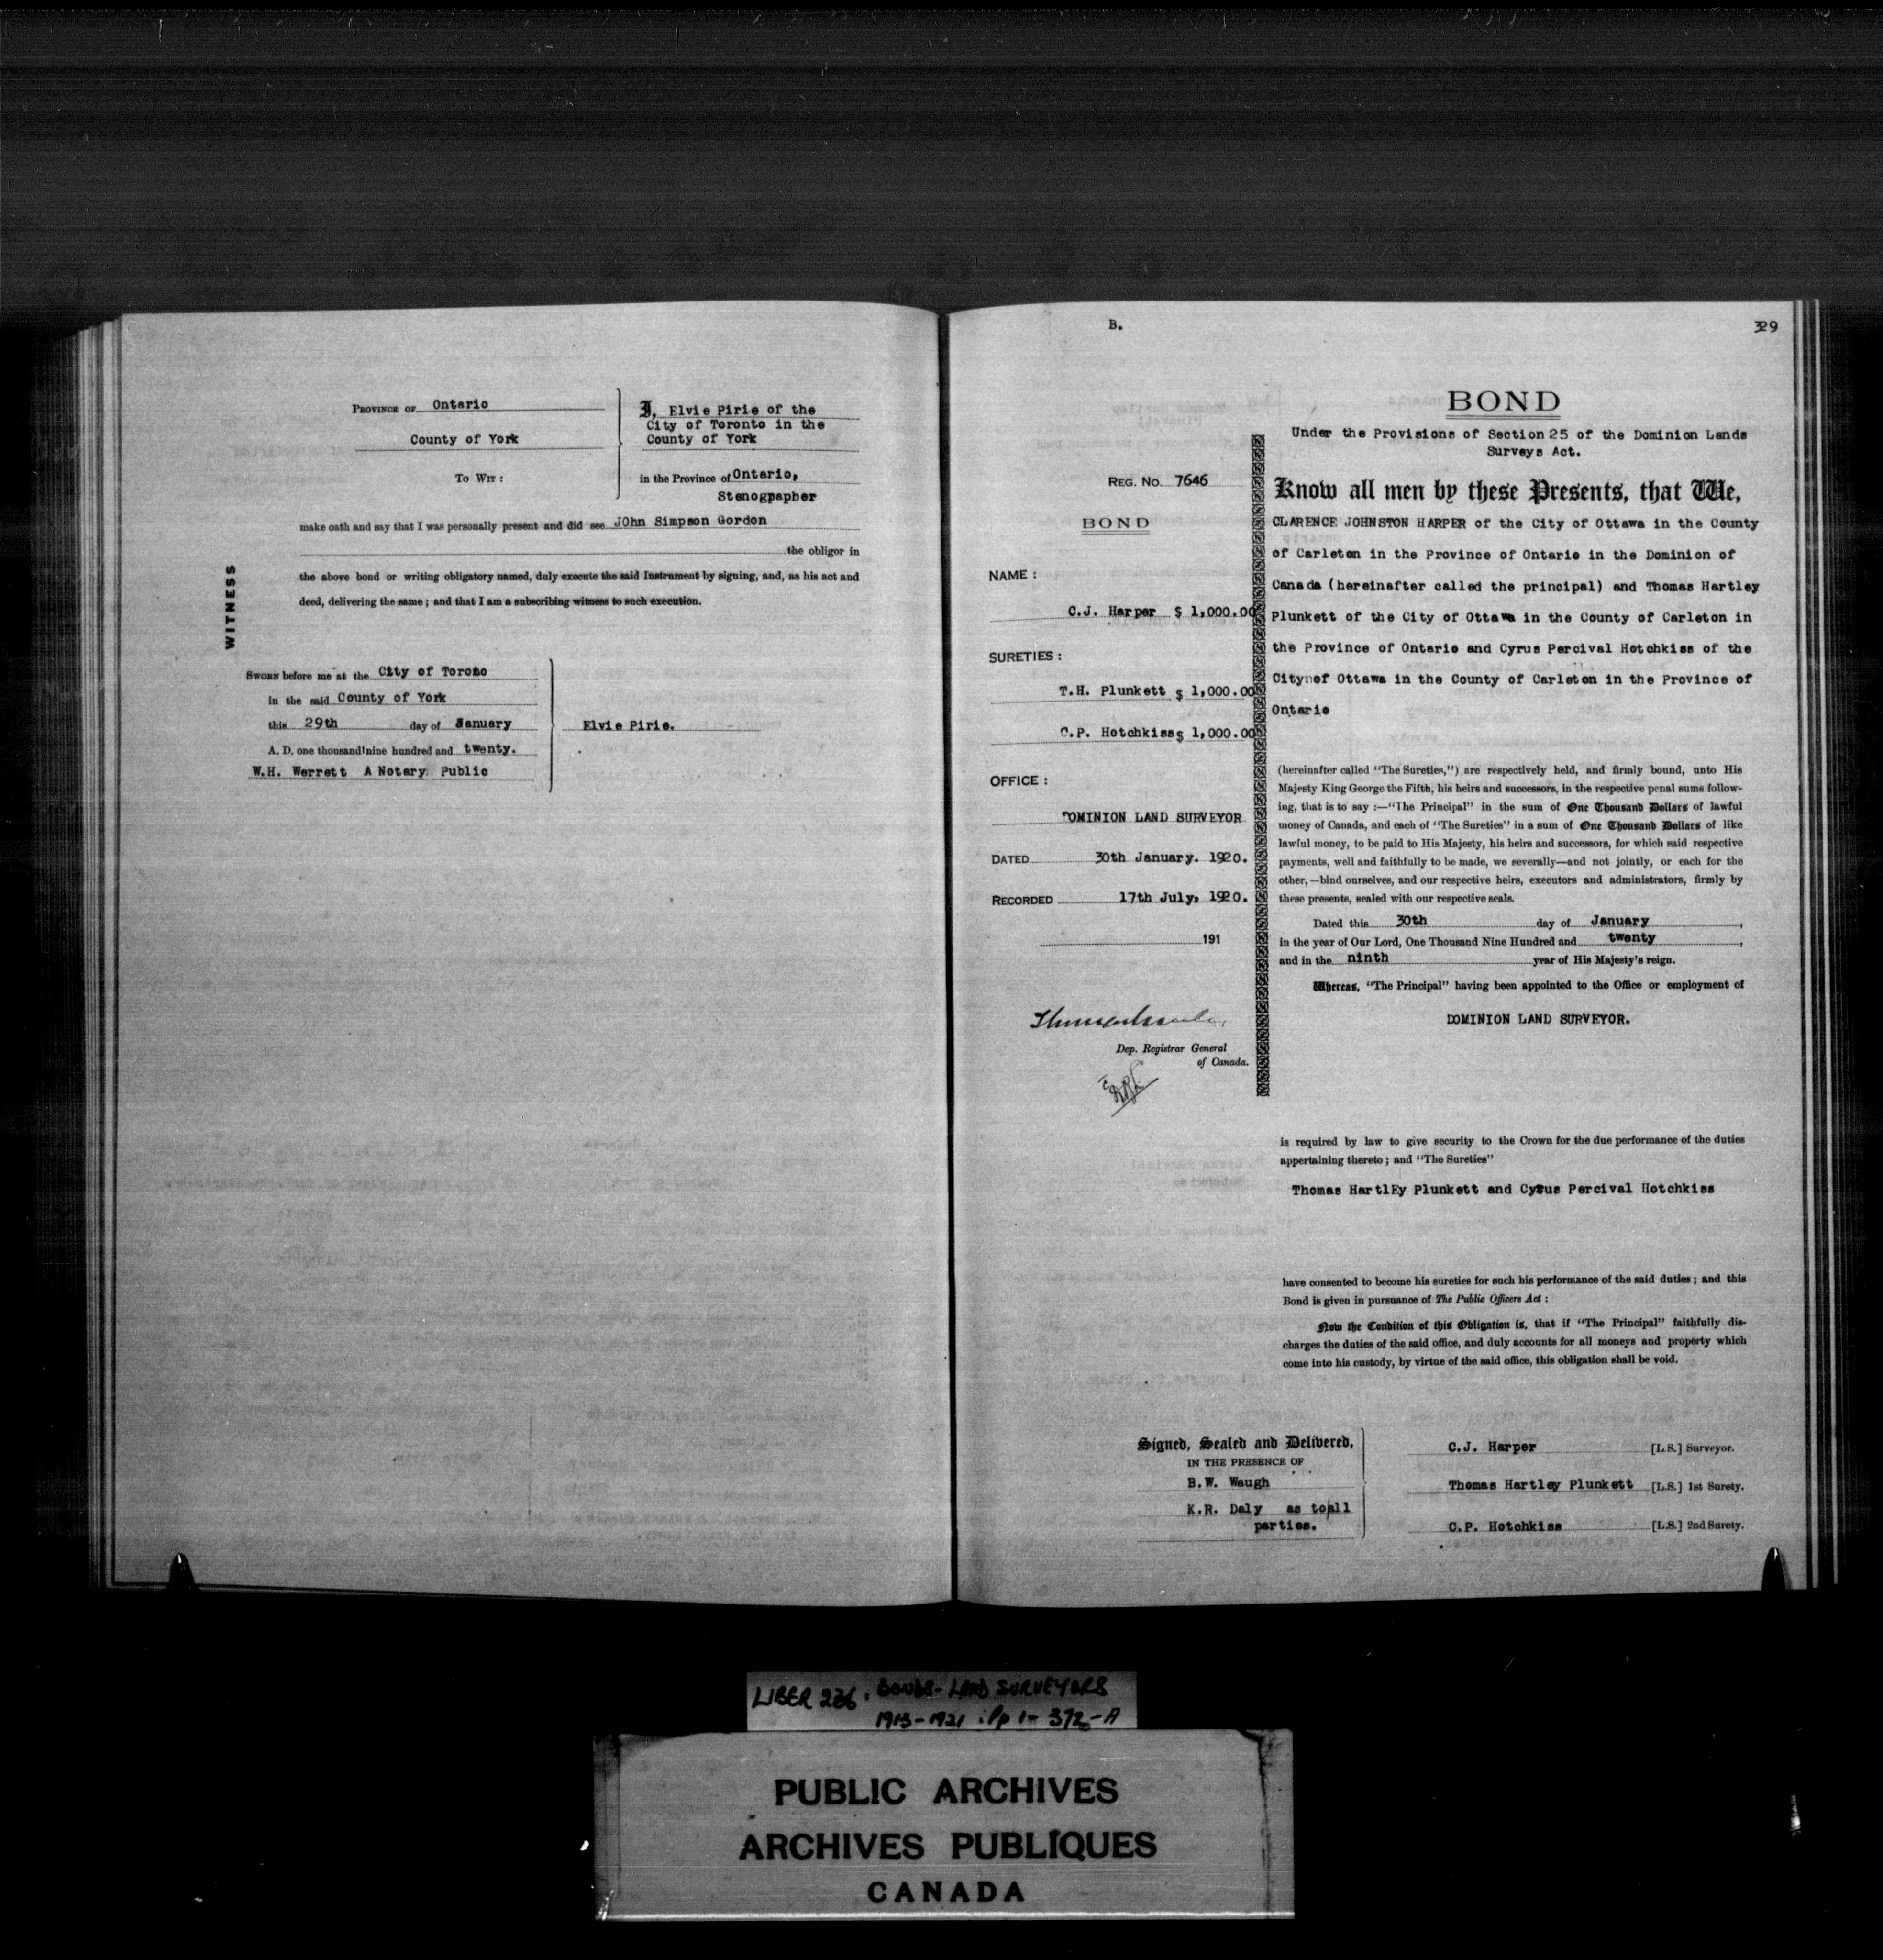 PROVINCE OF Ontario
County of York
TO WIT :
I, Elvie Pirie of the
City of Toronto in the
County of York
in the Province of Ontario,
Stenogpapher
make oath and say that I was personally present and did see JOhn Simpson Gordon
the obligor in
the above bond or writing obligatory named, duly execute the said Instrument by signing, and, as his act and
deed, delivering the same ; and that I am a subscribing witness to such execution.
WITNESS
SWORN before me at the City of Toroto
in the said County of York
this 29th day of January
A. D. one thousand nine hundred and twenty.
W.H. Werrett A Notary Public
Elvie Pirie.
B.
329
REG. NO. 7646
BOND
NAME :
C.J. Harper $ 1,000.00
SURETIES :
T.H. Plunkett $ 1,000.00
C.P. Hotchkiss $ 1,000.00
OFFICE :
DOMINION LAND SURVEYOR
DATED 30th January. 1920.
RECORDED 17th July, 1920.
191
Dep. Registrar General
of Canada.
BOND
Under the Provisions of Section 25 of the Dominion Lands
Surveys Act.
Know all men by these Presents, that We,
CLARENCE JOHNSTON HARPER of the City of Ottawa in the County
of Carleton in the Province of Ontario in the Dominion of
Canada (hereinafter called the principal) and Thomas Hartley
Plunkett of the City of Ottawa in the County of Carleton in
the Province of Ontario and Cyrus Percival Hotchkiss of the
Citynof Ottawa in the County of Carleton in the Province of
Ontario
(hereinafter called "The Sureties,") are respectively held, and firmly bound, unto His
Majesty King George the Fifth, his heirs and successors, in the respective penal sums follow-
ing, that is to say :—"The Principal" in the sum of One Thousand Dollars of lawful
money of Canada, and each of "The Sureties" in a sum of One Thousand Dollars of like
lawful money, to be paid to His Majesty, his heirs and successors, for which said respective
payments, well and faithfully to be made, we severally—and not jointly, or each for the
other,—bind ourselves, and our respective heirs, executors and administrators, firmly by
these presents, sealed with our respective seals.
Dated this 30th day of January ,
in the year of Our Lord, One Thousand Nine Hundred and twenty ,
and in the ninth year of His Majesty's reign.
Whereas, "The Principal" having been appointed to the Office or employment of
DOMINION LAND SURVEYOR.
is required by law to give security to the Crown for the due performance of the duties
appertaining thereto ; and "The Sureties"
Thomas HartlEy Plunkett and Cyrus Percival Hotchkiss
have consented to become his sureties for such his performance of the said duties ; and this
Bond is given in pursuance of The Public Officers Act :
Now the Condition of this Obligation is, that if "The Principal" faithfully dis-
charges the duties of the said office, and duly accounts for all moneys and property which
come into his custody, by virtue of the said office, this obligation shall be void.
Signed, Sealed and Delivered,
IN THE PRESENCE OF
B.W. Waugh
K.R. Daly as to/all
parties.
C.J. Harper [L.S.] Surveyor.
Thomas Hartley Plunkett [L.S.] 1st Surety.
C.P. Hotchkiss [L.S.] 2nd Surety.
LIBER 236 : BONDS - LAND SURVEYORS
1913-1921 : Pp 1- 372-A
PUBLIC ARCHIVES
ARCHIVES PUBLIQUES
CANADA